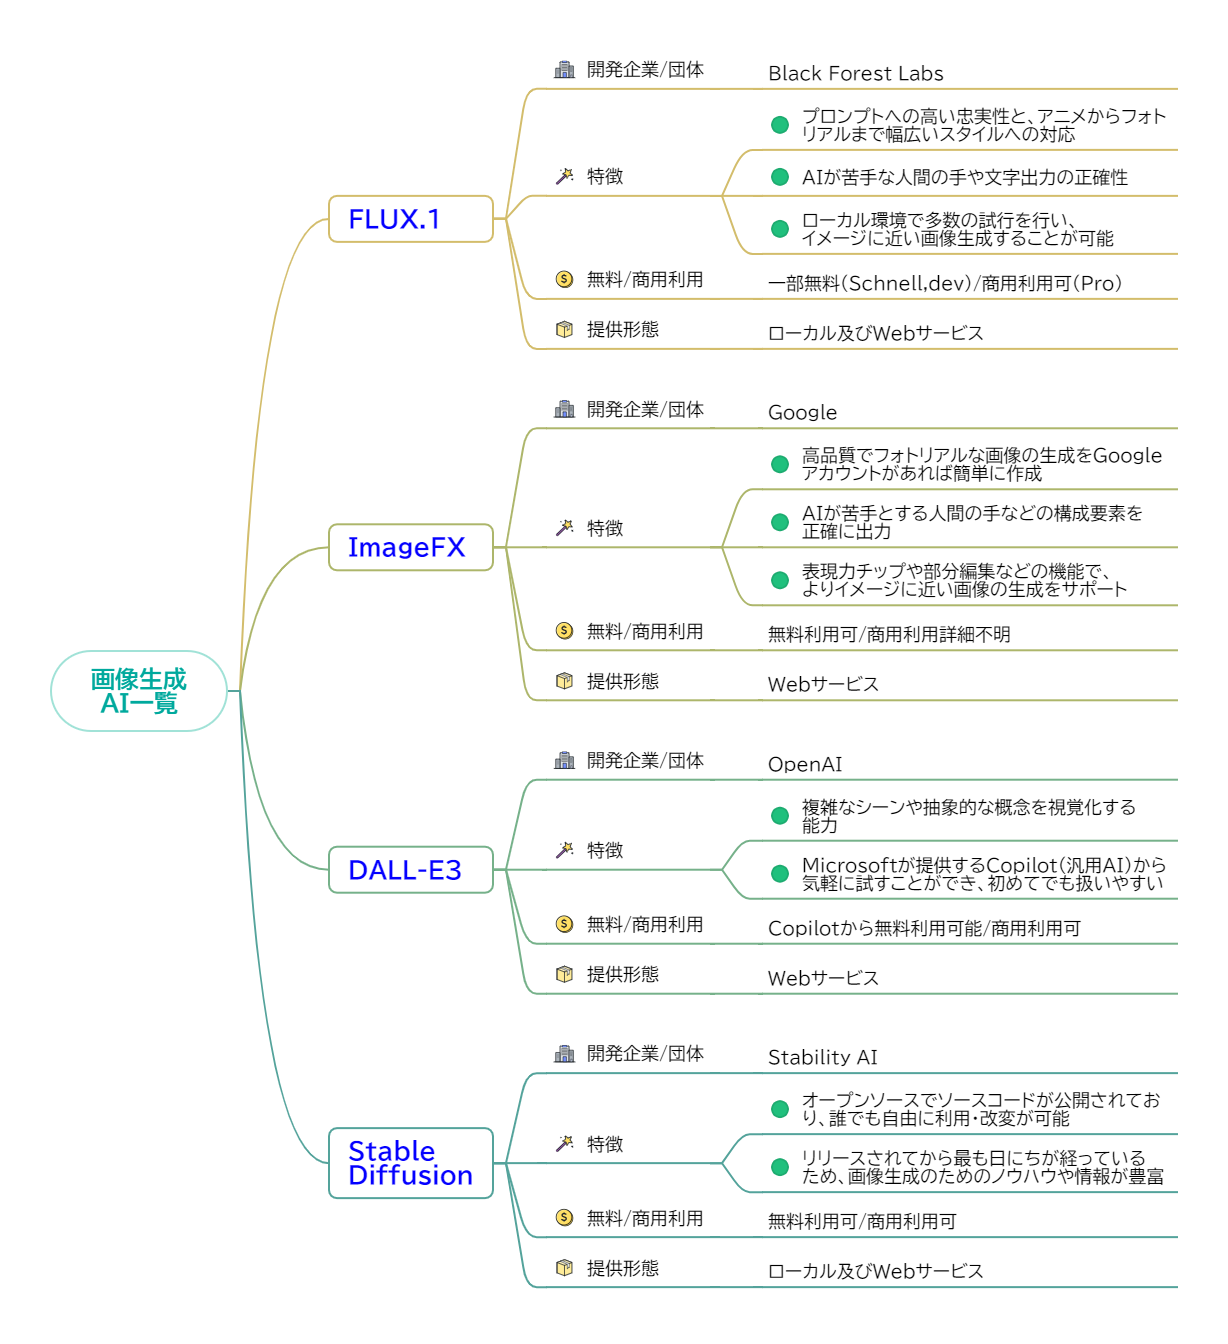 画像生成
AI一覧
FLUX.1
開発企業/団体
Black Forest Labs
特徴
プロンプトへの高い忠実性と、アニメからフォト
リアルまで幅広いスタイルへの対応
AIが苦手な人間の手や文字出力の正確性
ローカル環境で多数の試行を行い、
イメージに近い画像生成することが可能
無料/商用利用
一部無料(Schnell,dev)/商用利用可(Pro)
提供形態
ローカル及びWebサービス
ImageFX
開発企業/団体
Google
特徴
高品質でフォトリアルな画像の生成をGoogle
アカウントがあれば簡単に作成
AIが苦手とする人間の手などの構成要素を
正確に出力
表現力チップや部分編集などの機能で、
よりイメージに近い画像の生成をサポート
無料/商用利用
無料利用可/商用利用詳細不明
提供形態
Webサービス
DALL-E3
開発企業/団体
OpenAI
特徴
複雑なシーンや抽象的な概念を視覚化する
能力
Microsoftが提供するCopilot(汎用AI)から
気軽に試すことができ、初めてでも扱いやすい
無料/商用利用
Copilotから無料利用可能/商用利用可
提供形態
Webサービス
Stable
Diffusion
開発企業/団体
Stability AI
特徴
オープンソースでソースコードが公開されてお
り、誰でも自由に利用・改変が可能
リリースされてから最も日にちが経っている
ため、画像生成のためのノウハウや情報が豊富
無料/商用利用
無料利用可/商用利用可
提供形態
ローカル及びWebサービス